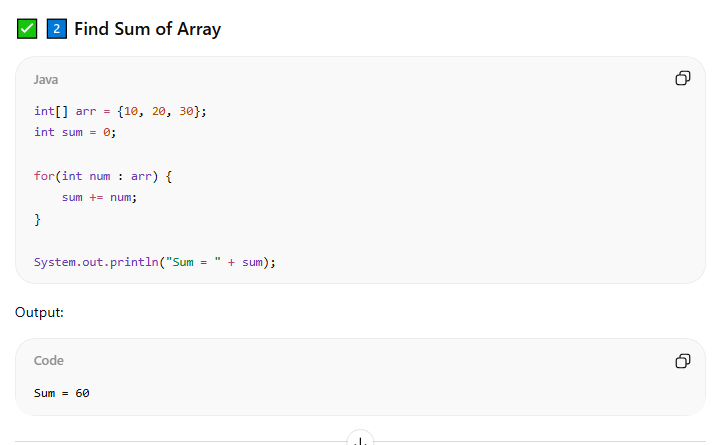 ✅ 2️⃣ Find Sum of Array
Java
int[] arr = {10, 20, 30};
int sum = 0;
for(int num : arr) {
    sum += num;
}
System.out.println("Sum = " + sum);
Output:
Code
Sum = 60